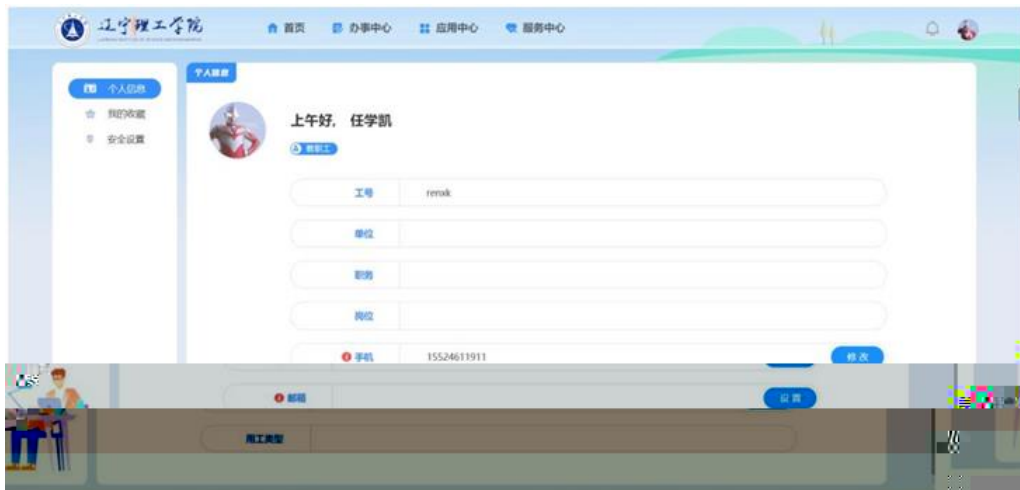 辽宁理工学院
首页 办事中心 应用中心 服务中心
个人信息
我的收藏
安全设置
个人信息
上午好, 任学凯
教职工
工号 renxk
单位
职务
岗位
手机 15524611911 修改
邮箱 设置
用工类型